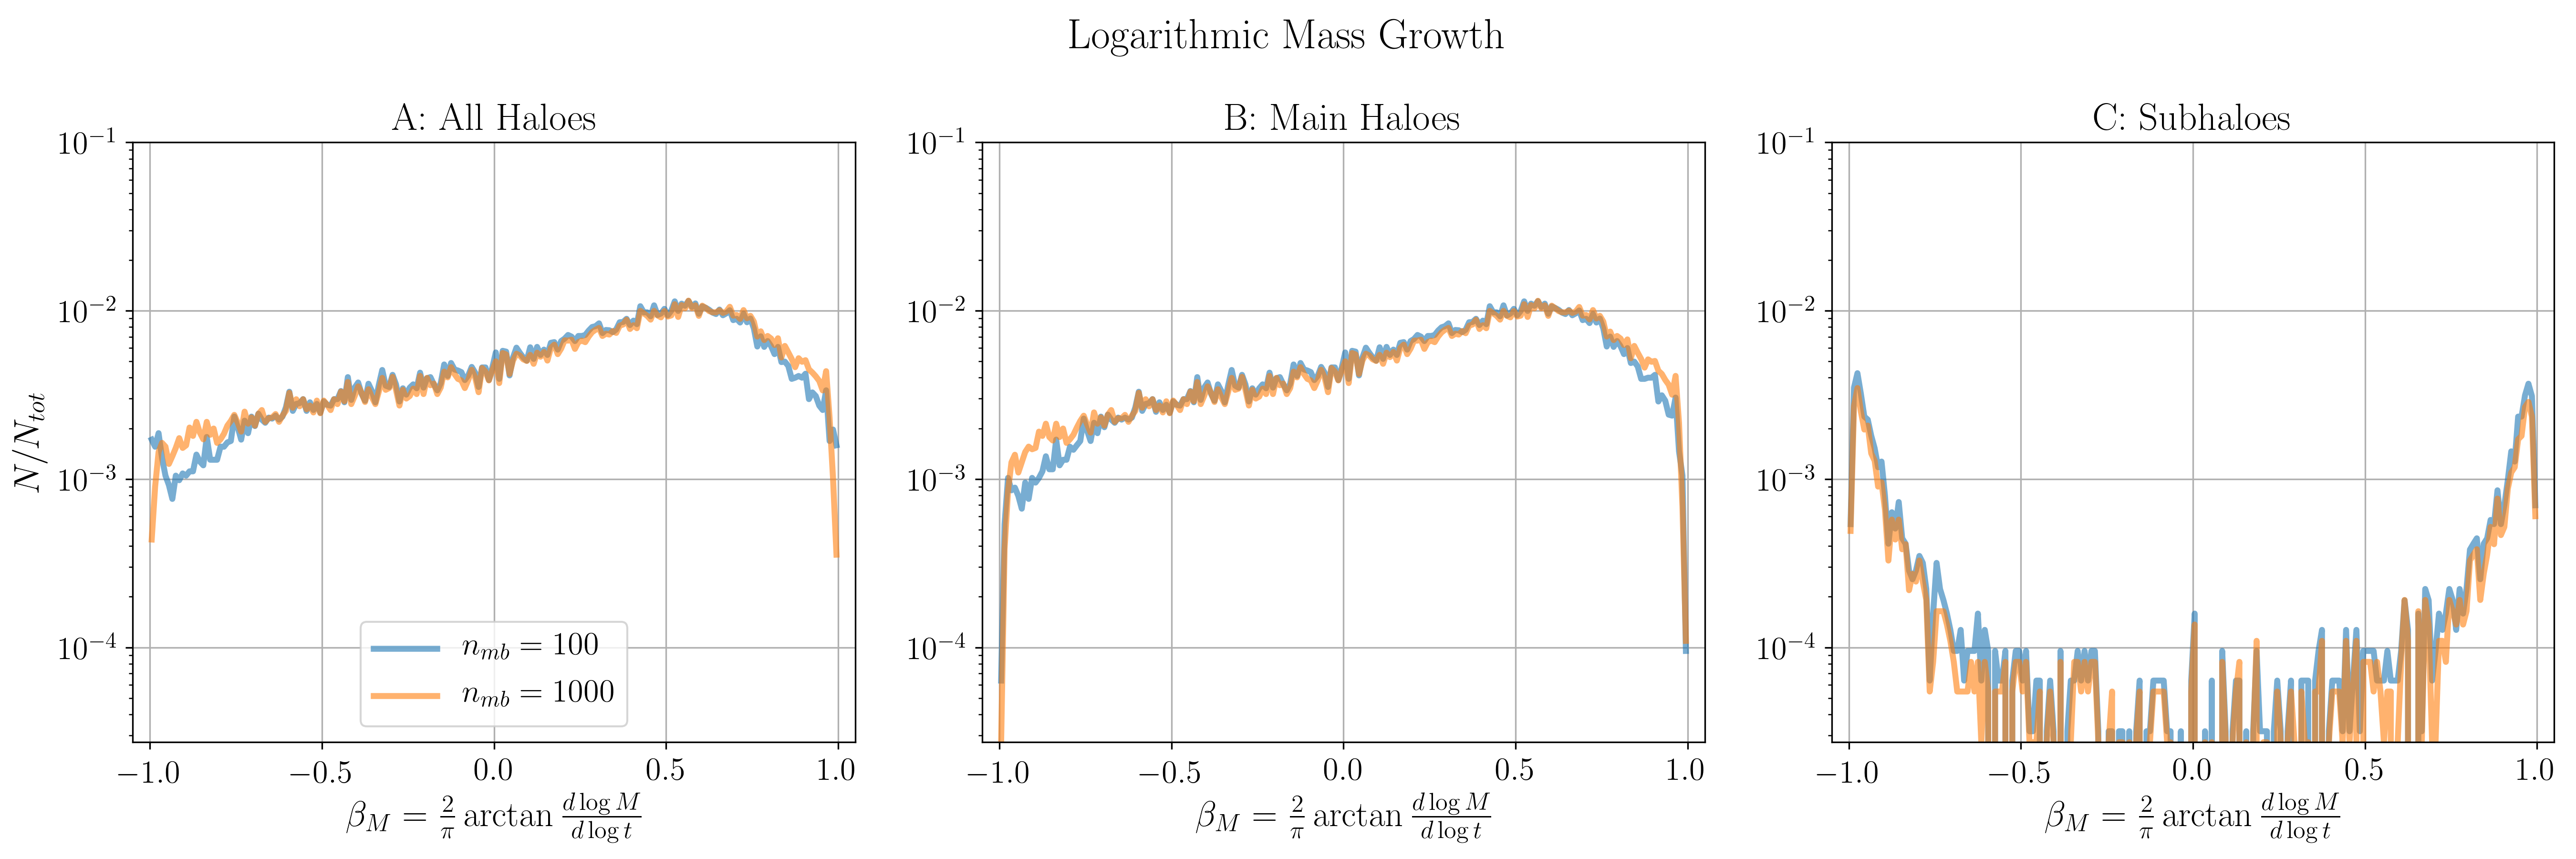 Logarithmic Mass Growth
A: All Haloes
B: Main Haloes
C: Subhaloes
10⁻¹
10⁻²
10⁻³
10⁻⁴
N/N_{tot}
n_{mb} = 100
n_{mb} = 1000
−1.0 −0.5 0.0 0.5 1.0
β_M = \frac{2}{π} arctan \frac{d log M}{d log t}
10⁻¹
10⁻²
10⁻³
10⁻⁴
−1.0 −0.5 0.0 0.5 1.0
β_M = \frac{2}{π} arctan \frac{d log M}{d log t}
10⁻¹
10⁻²
10⁻³
10⁻⁴
−1.0 −0.5 0.0 0.5 1.0
β_M = \frac{2}{π} arctan \frac{d log M}{d log t}